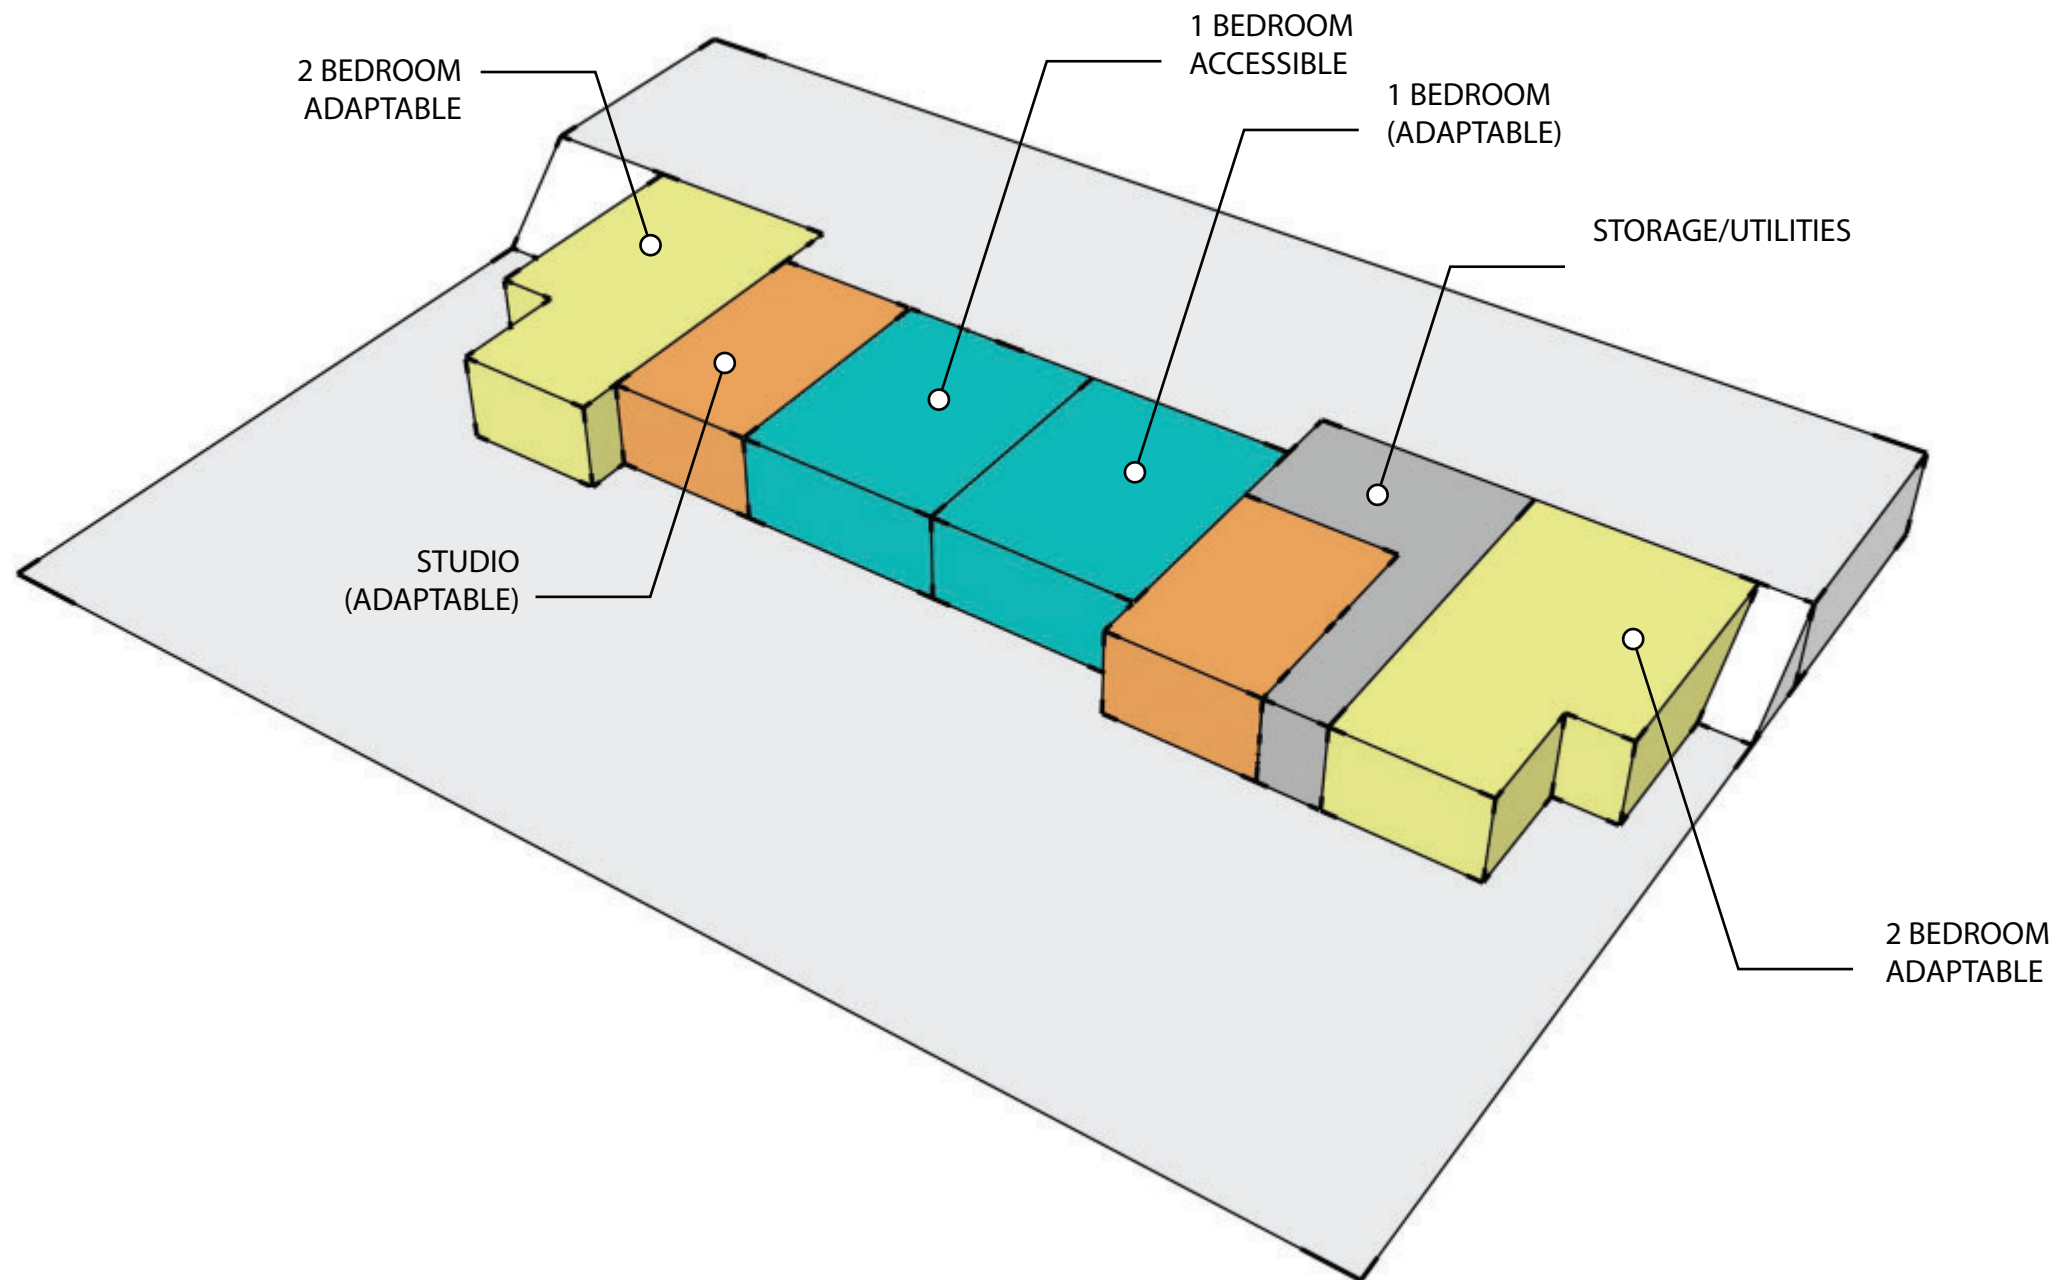 1 BEDROOM
ACCESSIBLE
2 BEDROOM
ADAPTABLE
1 BEDROOM
(ADAPTABLE)
STORAGE/UTILITIES
STUDIO
(ADAPTABLE)
2 BEDROOM
ADAPTABLE